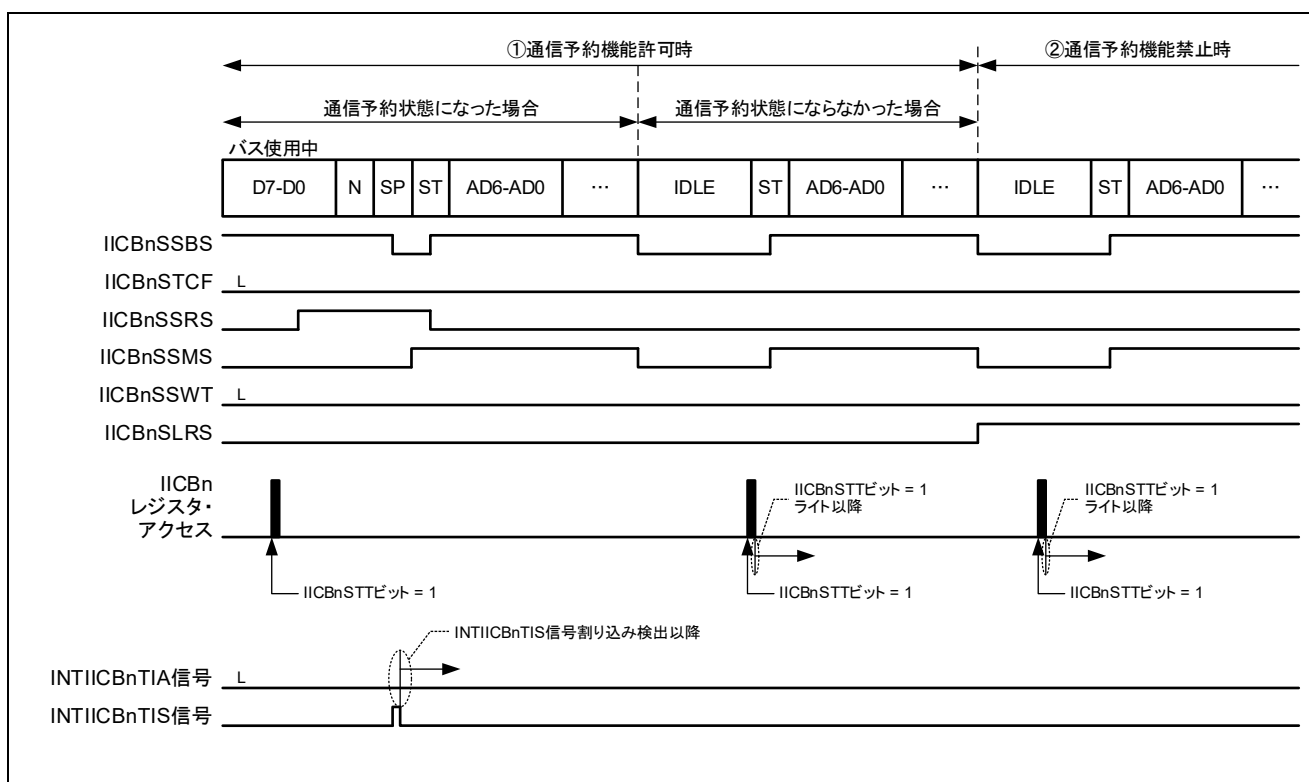 ①通信予約機能許可時
②通信予約機能禁止時
通信予約状態になった場合
通信予約状態にならなかった場合
バス使用中
D7-D0 N SP ST AD6-AD0 … IDLE ST AD6-AD0 … IDLE ST AD6-AD0 …
IICBnSSBS
IICBnSTCF L
IICBnSSRS
IICBnSSMS
IICBnSSWT L
IICBnSLRS
IICBn
レジスタ・
アクセス
IICBnSTTビット = 1
ライト以降
IICBnSTTビット = 1
ライト以降
IICBnSTTビット = 1
IICBnSTTビット = 1
IICBnSTTビット = 1
INTIICBnTIS信号割り込み検出以降
INTIICBnTIA信号 L
INTIICBnTIS信号